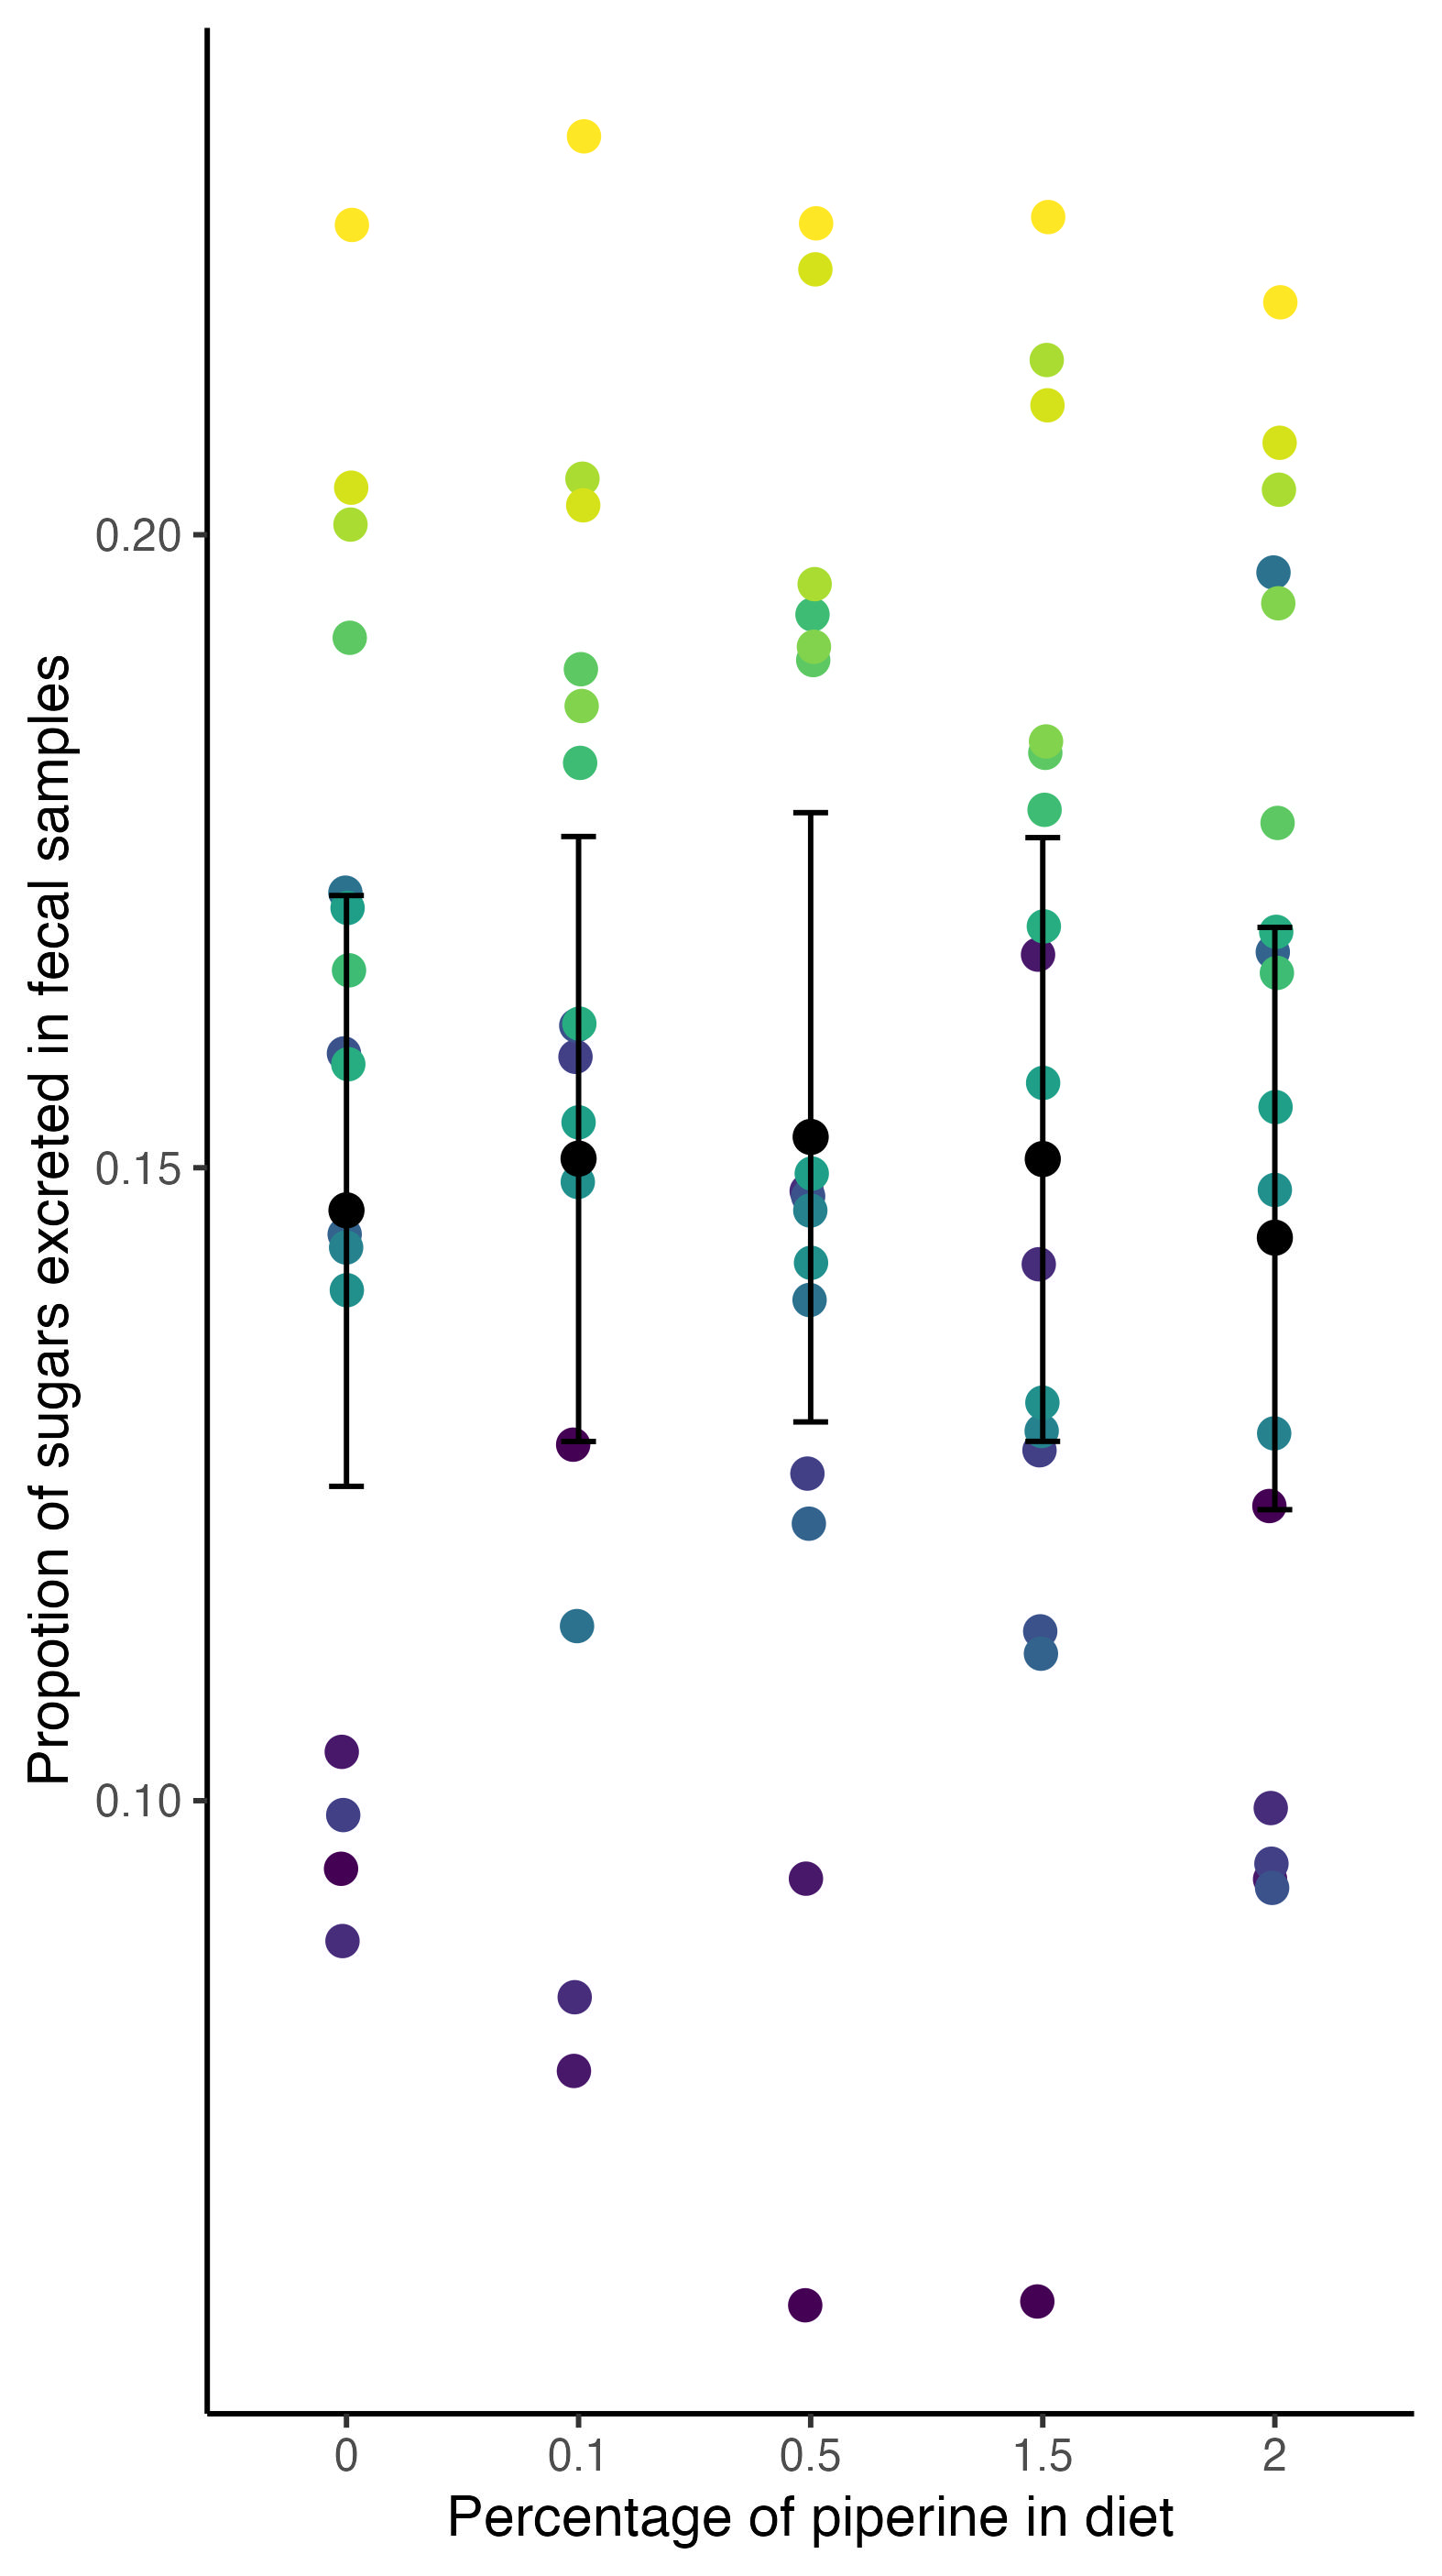 Propotion of sugars excreted in fecal samples
0.20
0.15
0.10
0 0.1 0.5 1.5 2
Percentage of piperine in diet